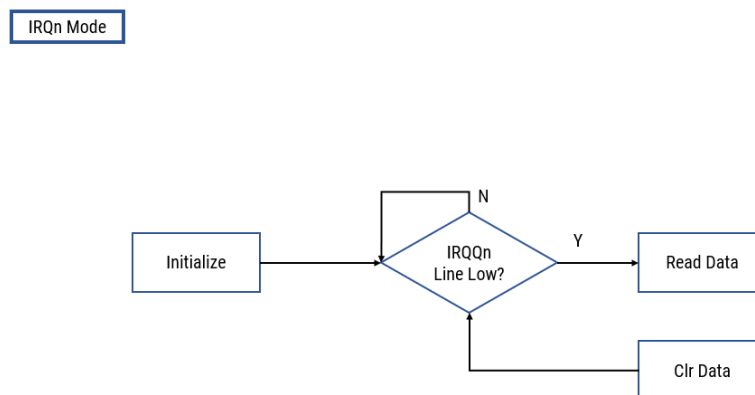 IRQn Mode
N
Y
Initialize
IRQQn
Line Low?
Read Data
Clr Data